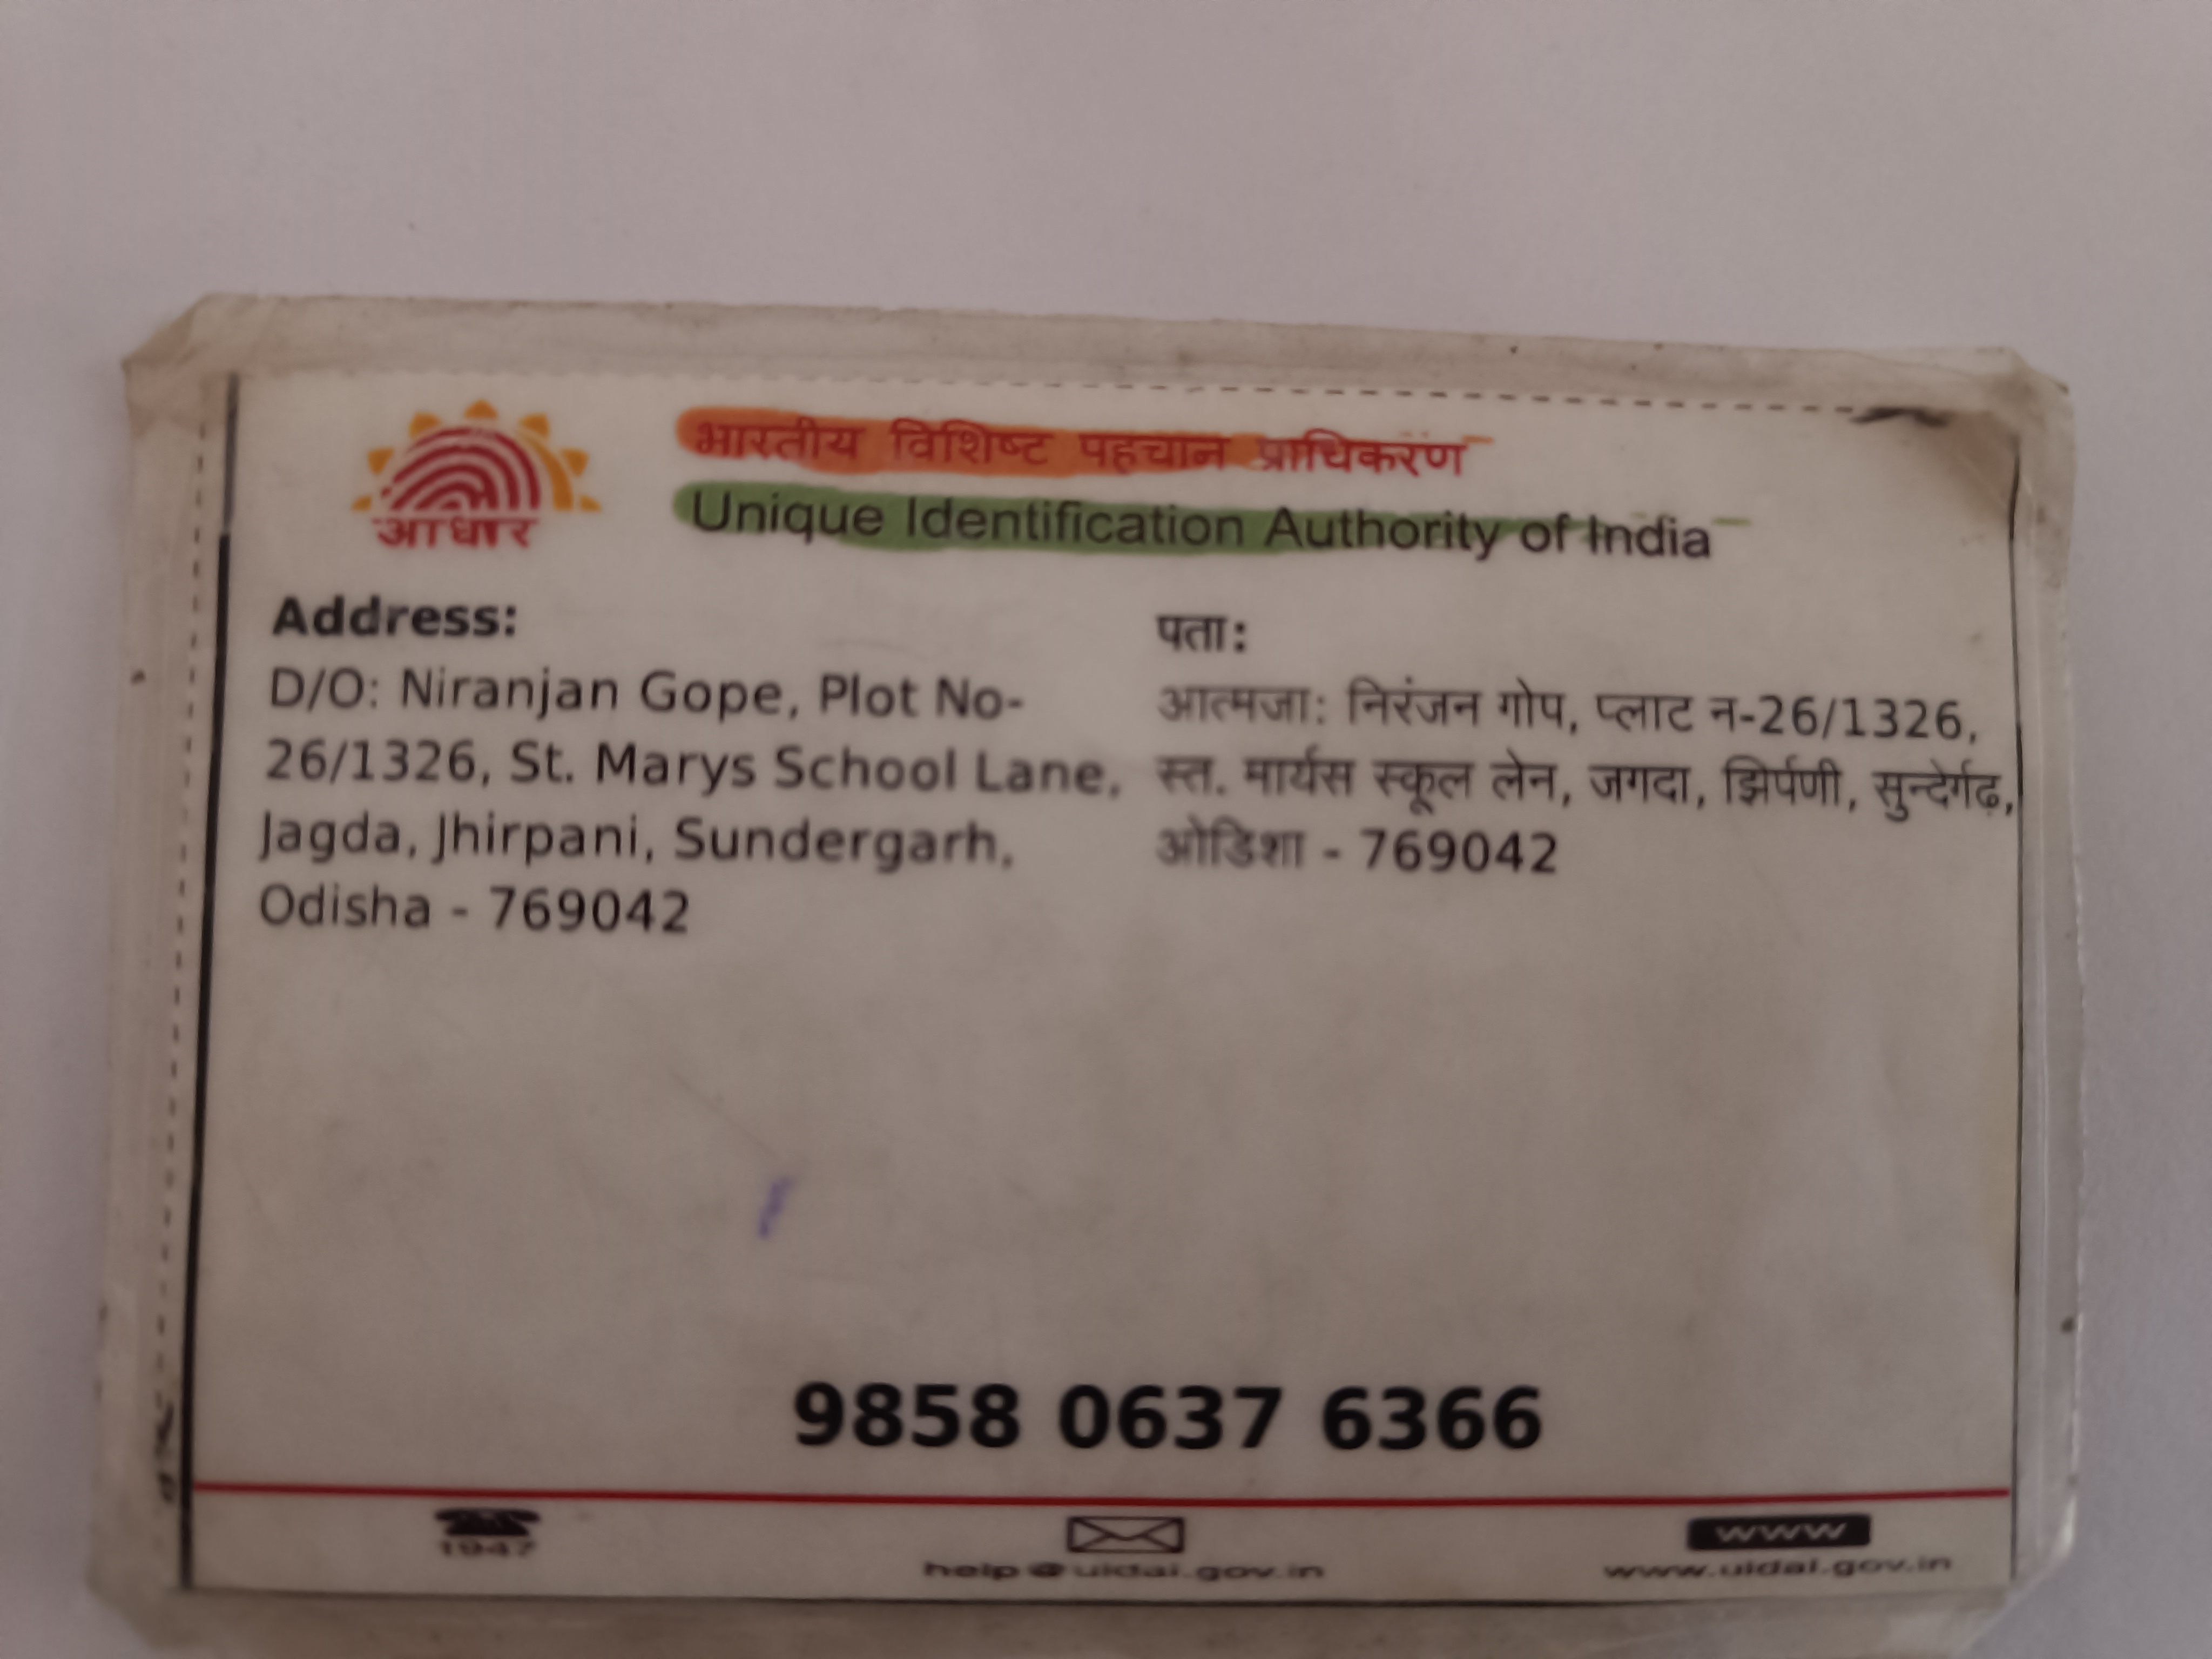 आधार
भारतीय विशिष्ट पहचान प्राधिकरण
Unique Identification Authority of India
Address:
D/O: Niranjan Gope, Plot No-
26/1326, St. Marys School Lane,
Jagda, Jhirpani, Sundergarh,
Odisha - 769042
पता:
आत्मजा: निरंजन गोप, प्लाट न-26/1326,
स्त. मार्यस स्कूल लेन, जगदा, झिर्पणी, सुन्देर्गढ़,
ओडिशा - 769042
9858 0637 6366
1947
help@uidai.gov.in
WWW
www.uidai.gov.in